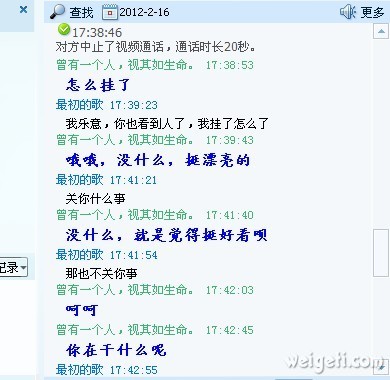 查找 2012-2-16 更多
17:38:46
对方中止了视频通话，通话时长20秒。
曾有一个人，视其如生命。 17:38:53
怎么挂了
最初的歌 17:39:23
我乐意，你也看到人了，我挂了怎么了
曾有一个人，视其如生命。 17:39:43
哦哦，没什么，挺漂亮的
最初的歌 17:41:21
关你什么事
曾有一个人，视其如生命。 17:41:40
没什么，就是觉得挺好看呗
最初的歌 17:41:54
那也不关你事
曾有一个人，视其如生命。 17:42:03
呵呵
记录
曾有一个人，视其如生命。 17:42:45
你在干什么呢
最初的歌 17:42:55
weigeti.com